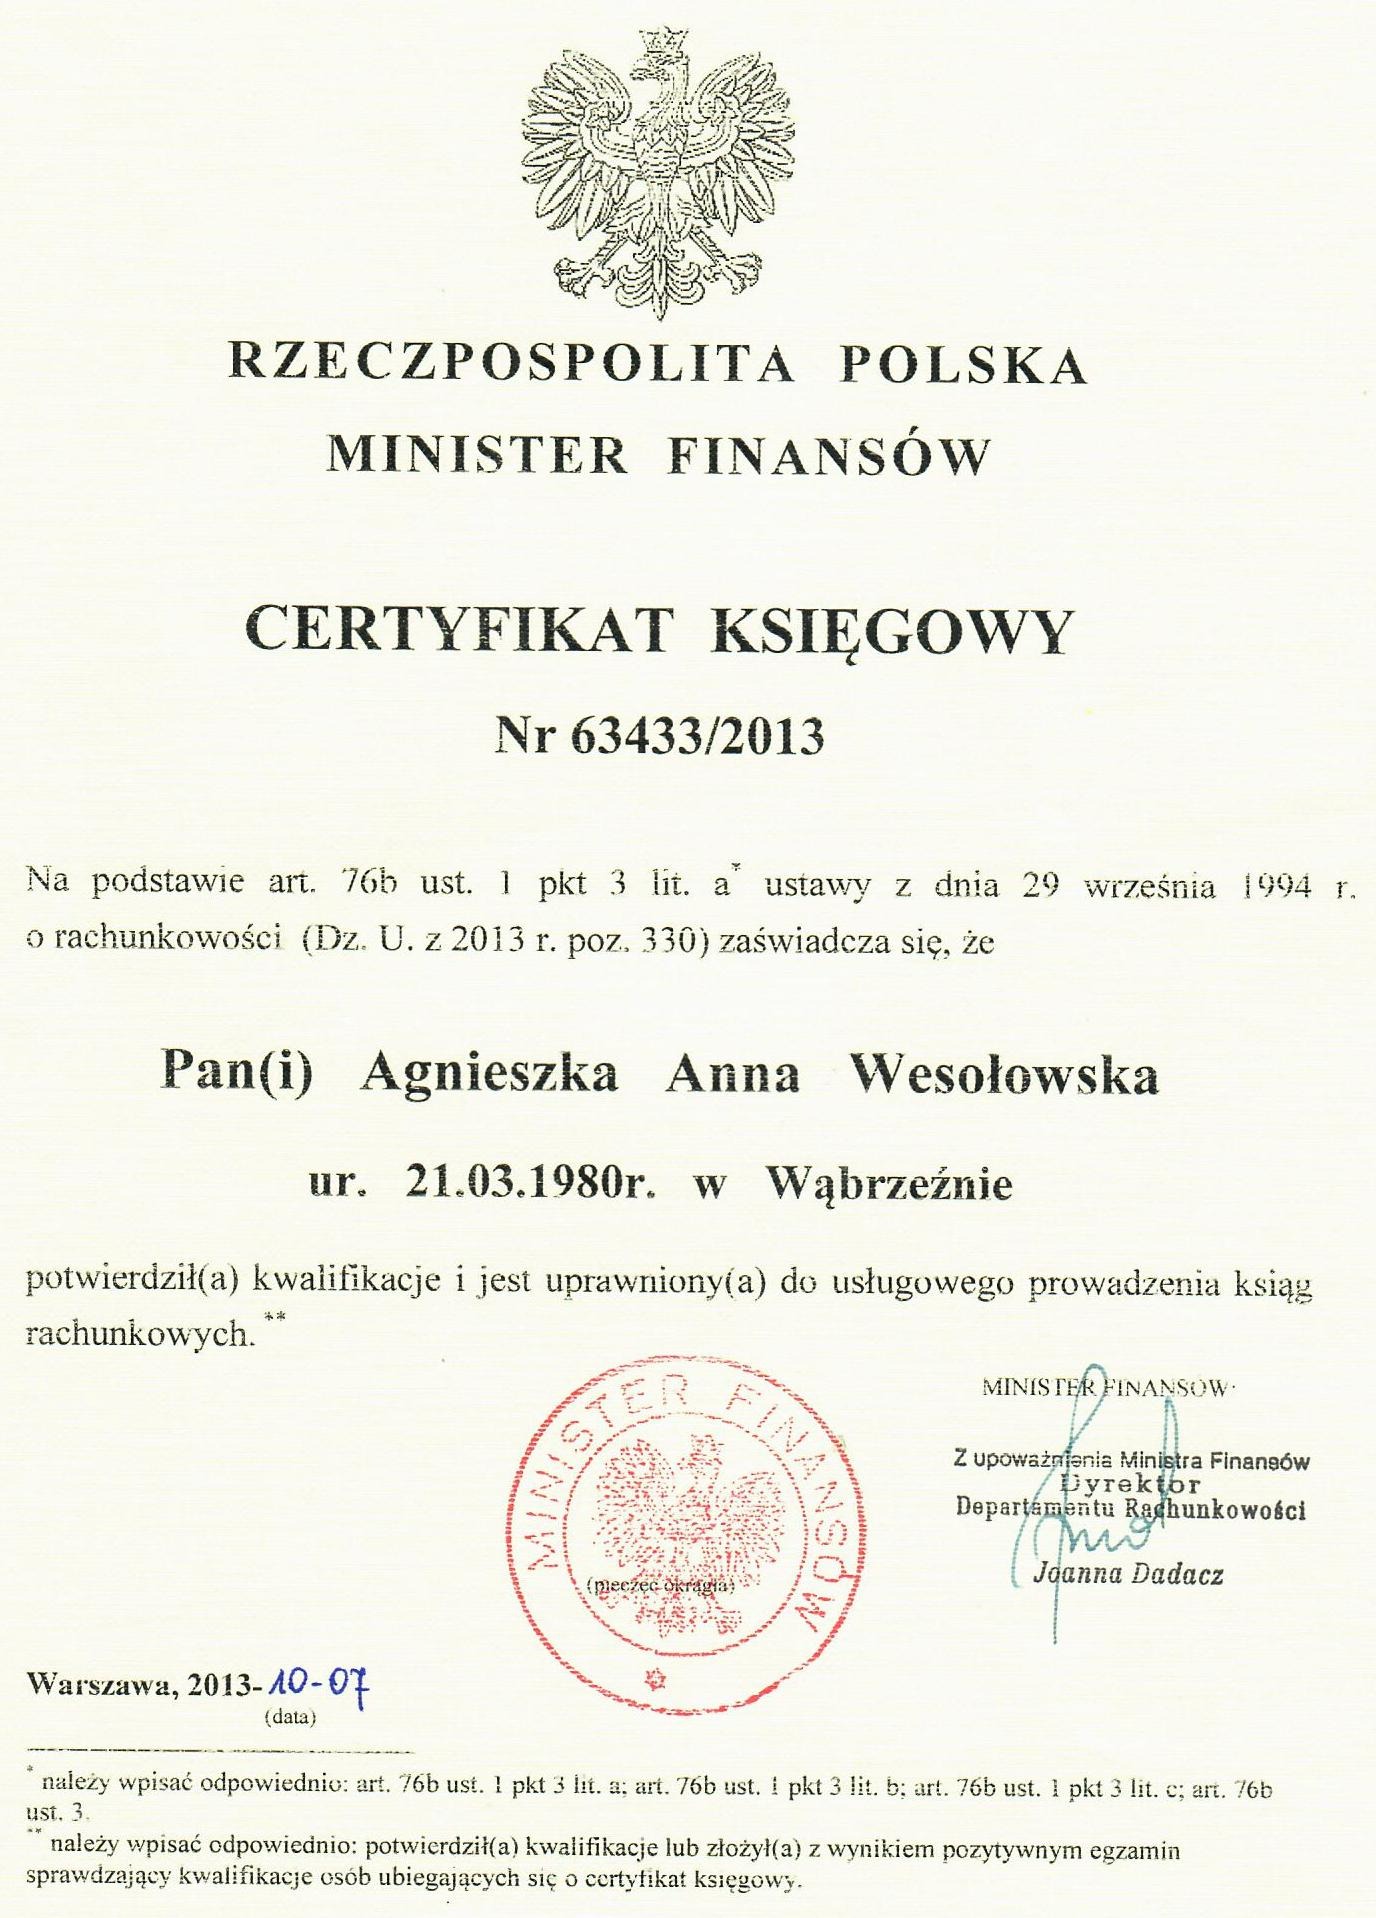 RZECZPOSPOLITA POLSKA
MINISTER FINANSÓW
CERTYFIKAT KSIĘGOWY
Nr 63433/2013
Na podstawie art. 76b ust. 1 pkt 3 lit. a* ustawy z dnia 29 września 1994 r.
o rachunkowości (Dz. U. z 2013 r. poz. 330) zaświadcza się, że
Pan(i) Agnieszka Anna Wesołowska
ur. 21.03.1980r. w Wąbrzeźnie
potwierdził(a) kwalifikacje i jest uprawniony(a) do usługowego prowadzenia ksiąg
rachunkowych.**
MINISTER FINANSÓW
(pieczęć okrągła)
MINISTER FINANSÓW
Z upoważnienia Ministra Finansów
Dyrektor
Departamentu Rachunkowości
Joanna Dadacz
Warszawa, 2013-10-07
(data)
* należy wpisać odpowiednio: art. 76b ust. 1 pkt 3 lit. a; art. 76b ust. 1 pkt 3 lit. b; art. 76b ust. 1 pkt 3 lit. c; art. 76b
ust. 3.
** należy wpisać odpowiednio: potwierdził(a) kwalifikacje lub złożył(a) z wynikiem pozytywnym egzamin
sprawdzający kwalifikacje osób ubiegających się o certyfikat księgowy.